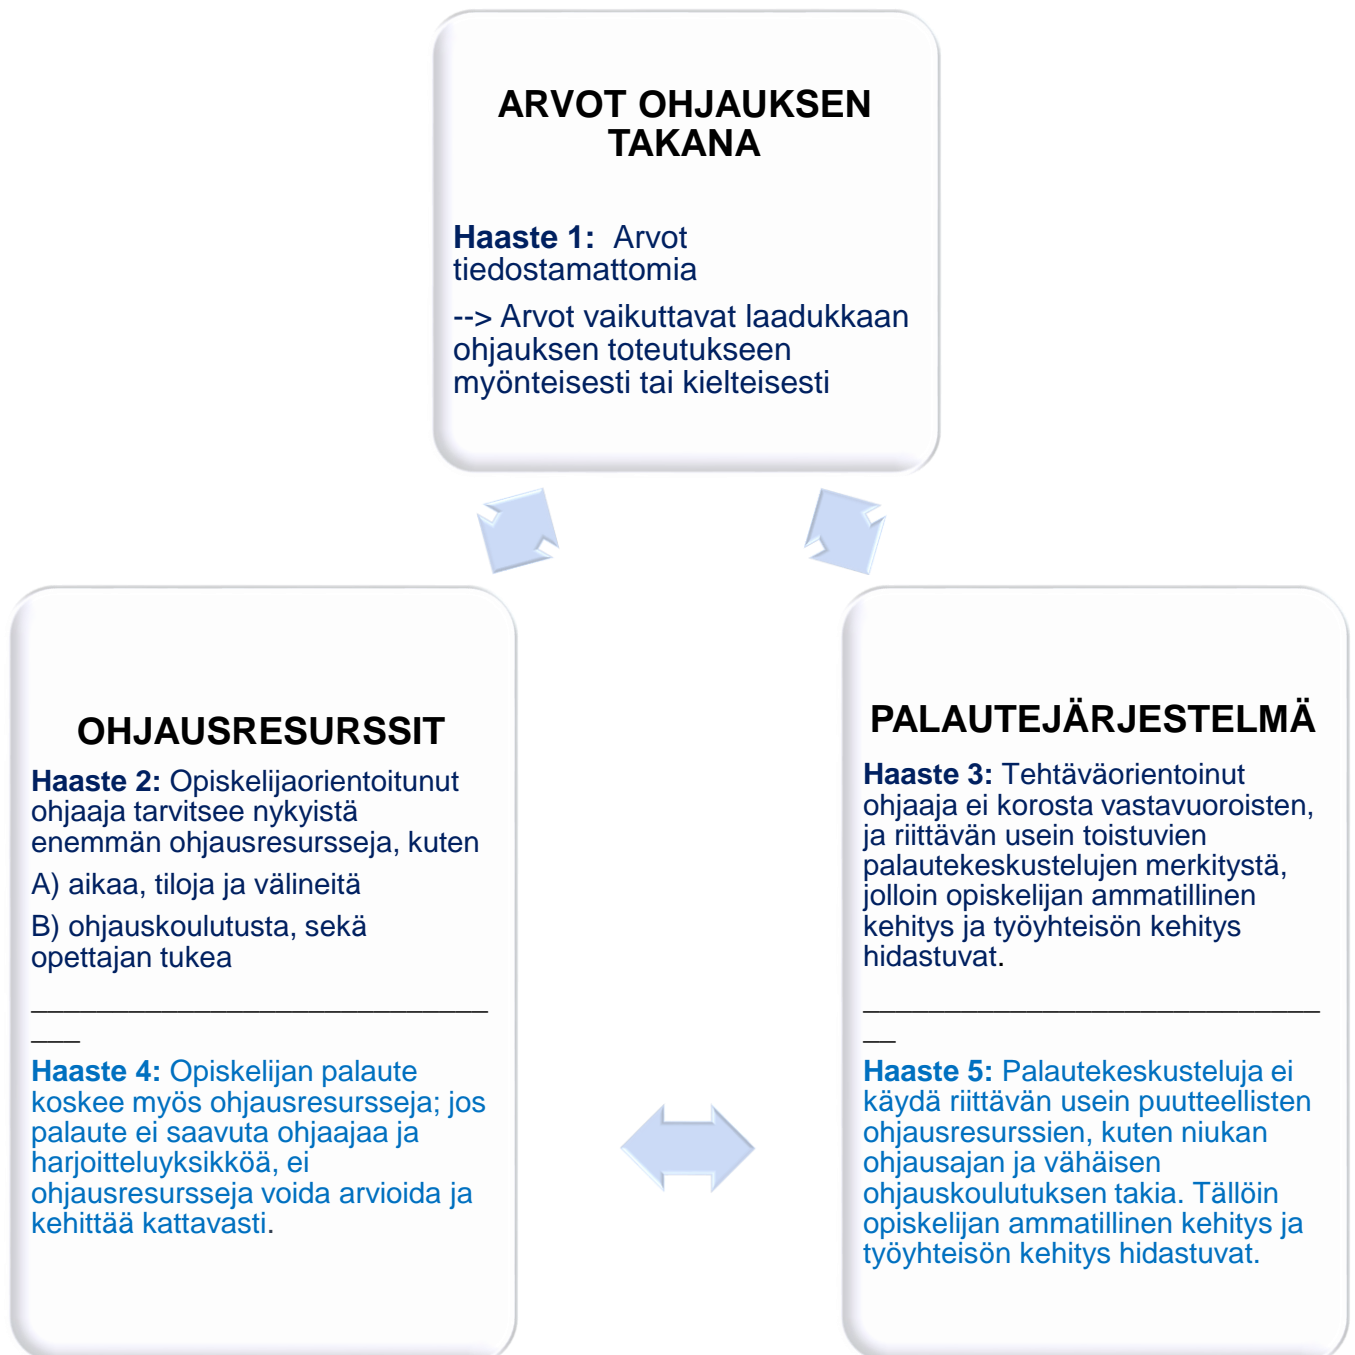 ARVOT OHJAUKSEN
TAKANA
Haaste 1: Arvot
tiedostamattomia
--> Arvot vaikuttavat laadukkaan
ohjauksen toteutukseen
myönteisesti tai kielteisesti
OHJAUSRESURSSIT
Haaste 2: Opiskelijaorientoitunut
ohjaaja tarvitsee nykyistä
enemmän ohjausresursseja, kuten
A) aikaa, tiloja ja välineitä
B) ohjauskoulutusta, sekä
opettajan tukea
____________________________
___
Haaste 4: Opiskelijan palaute
koskee myös ohjausresursseja; jos
palaute ei saavuta ohjaajaa ja
harjoitteluyksikköä, ei
ohjausresursseja voida arvioida ja
kehittää kattavasti.
PALAUTEJÄRJESTELMÄ
Haaste 3: Tehtäväorientoinut
ohjaaja ei korosta vastavuoroisten,
ja riittävän usein toistuvien
palautekeskustelujen merkitystä,
jolloin opiskelijan ammatillinen
kehitys ja työyhteisön kehitys
hidastuvat.
____________________________
__
Haaste 5: Palautekeskusteluja ei
käydä riittävän usein puutteellisten
ohjausresurssien, kuten niukan
ohjausajan ja vähäisen
ohjauskoulutuksen takia. Tällöin
opiskelijan ammatillinen kehitys ja
työyhteisön kehitys hidastuvat.